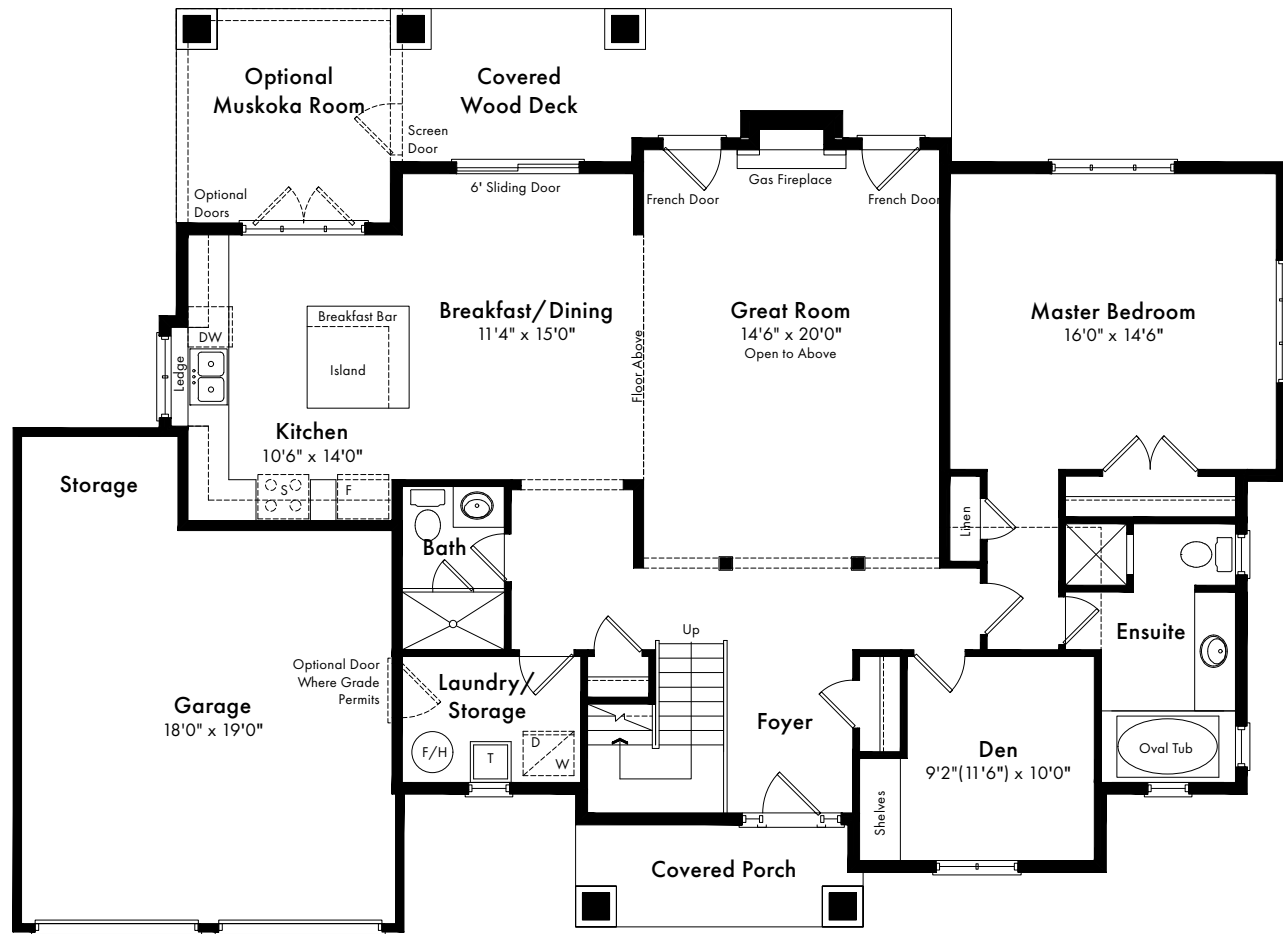 Optional
Muskoka Room
Covered
Wood Deck
Screen
Door
Optional
Doors
6' Sliding Door
French Door
Gas Fireplace
French Door
Breakfast Bar
Island
DW
Ledge
Breakfast/Dining
11'4" x 15'0"
Floor Above
Great Room
14'6" x 20'0"
Open to Above
Master Bedroom
16'0" x 14'6"
Kitchen
10'6" x 14'0"
S
F
Storage
Bath
Linen
Ensuite
Up
Optional Door
Where Grade
Permits
Laundry/
Storage
Garage
18'0" x 19'0"
F/H
T
D
W
Foyer
Den
9'2"(11'6") x 10'0"
Oval Tub
Shelves
Covered Porch